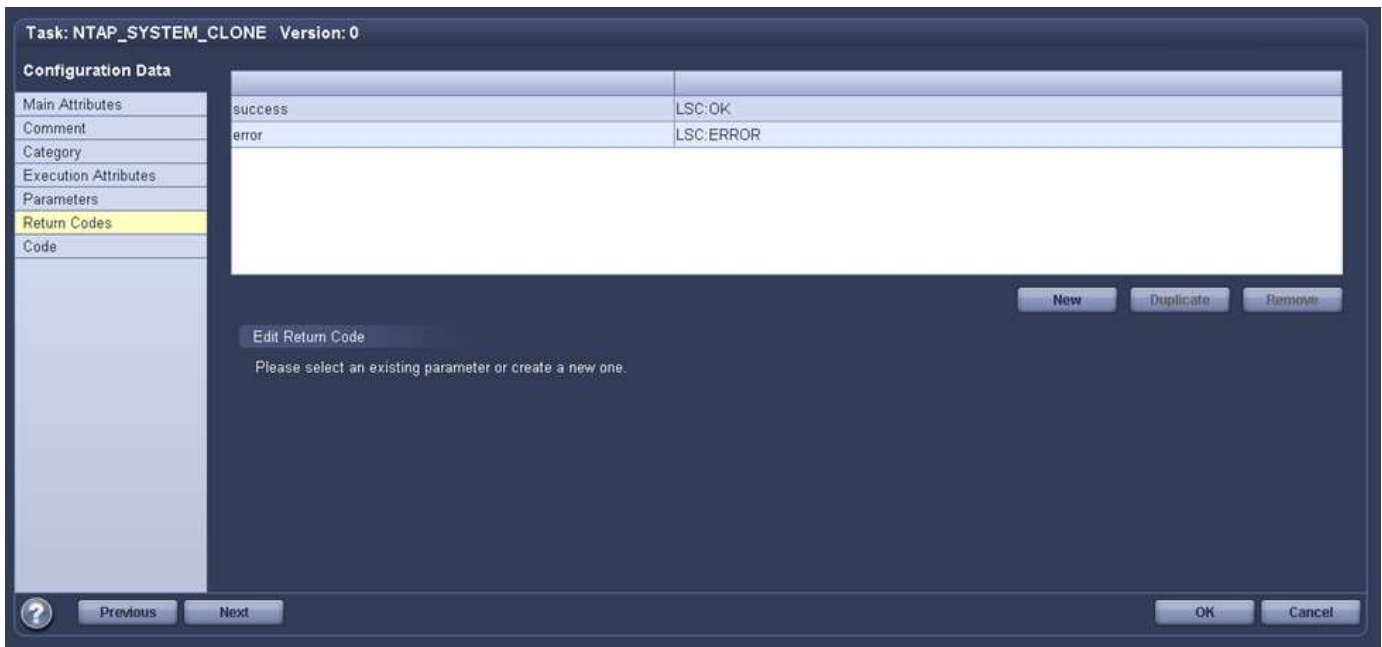 Task: NTAP_SYSTEM_CLONE Version: 0
Configuration Data
Main Attributes
Comment
Category
Execution Attributes
Parameters
Return Codes
Code
success LSC:OK
error LSC:ERROR
New Duplicate Remove
Edit Return Code
Please select an existing parameter or create a new one.
? Previous Next OK Cancel